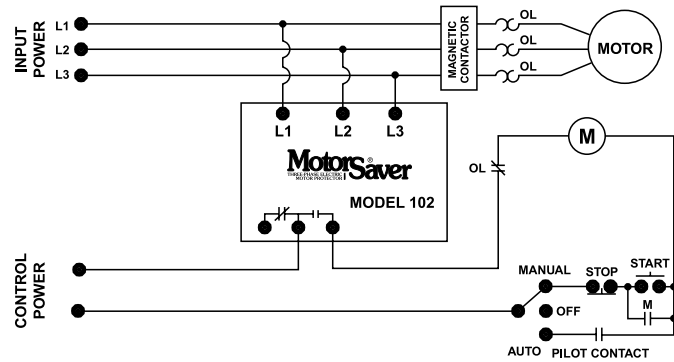 INPUT
POWER
L1
L2
L3
MAGNETIC
CONTACTOR
OL
OL
OL
MOTOR
L1 L2 L3
MotorSaver®
THREE-PHASE ELECTRIC
MOTOR PROTECTOR
MODEL 102
OL
M
CONTROL
POWER
MANUAL
STOP
START
M
OFF
AUTO
PILOT CONTACT